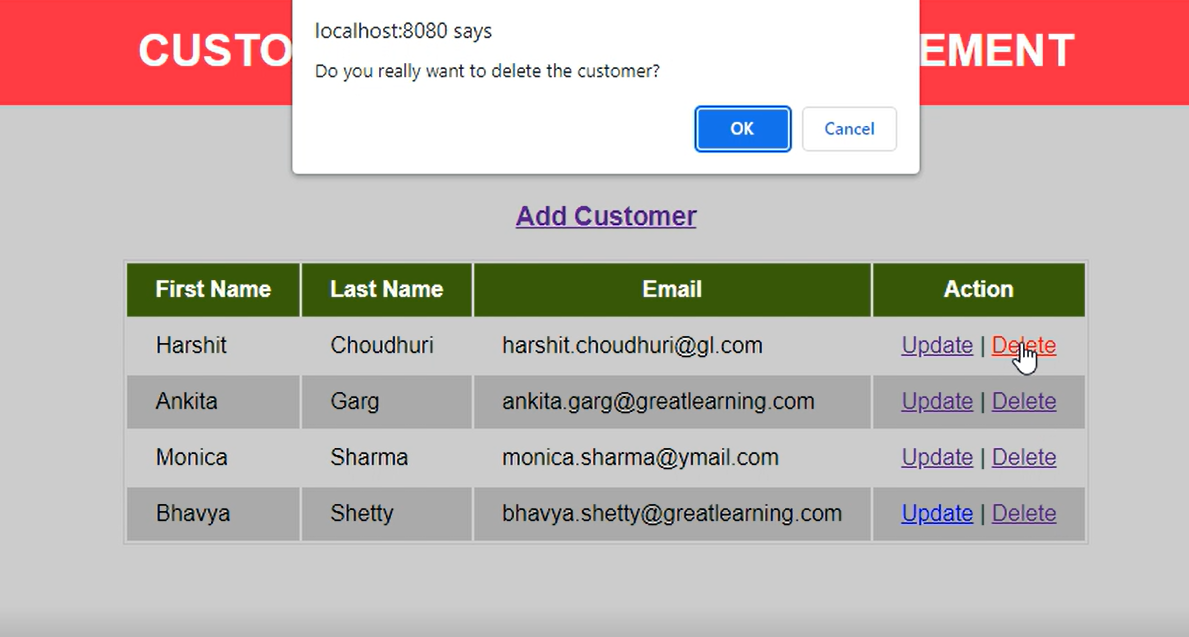 localhost:8080 says
Do you really want to delete the customer?
OK Cancel
CUSTO EMENT
Add Customer
First Name Last Name Email Action
Harshit Choudhuri harshit.choudhuri@gl.com Update | Delete
Ankita Garg ankita.garg@greatlearning.com Update | Delete
Monica Sharma monica.sharma@ymail.com Update | Delete
Bhavya Shetty bhavya.shetty@greatlearning.com Update | Delete